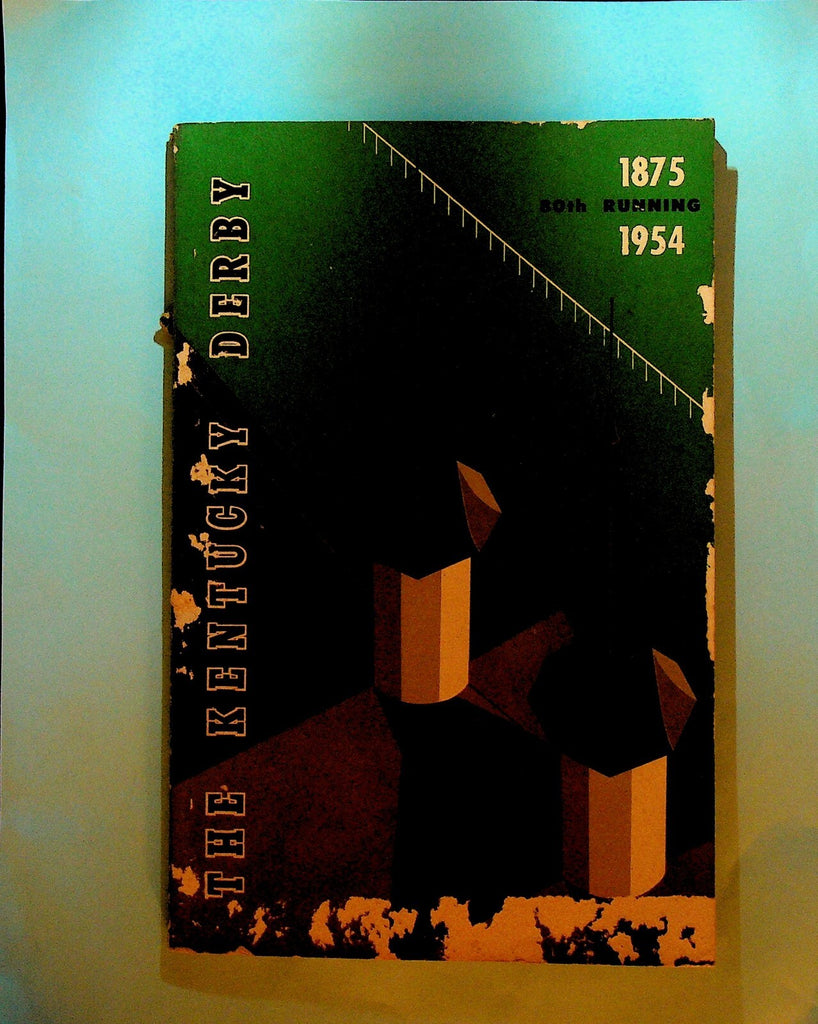 THE KENTUCKY DERBY
1875
80th RUNNING
1954